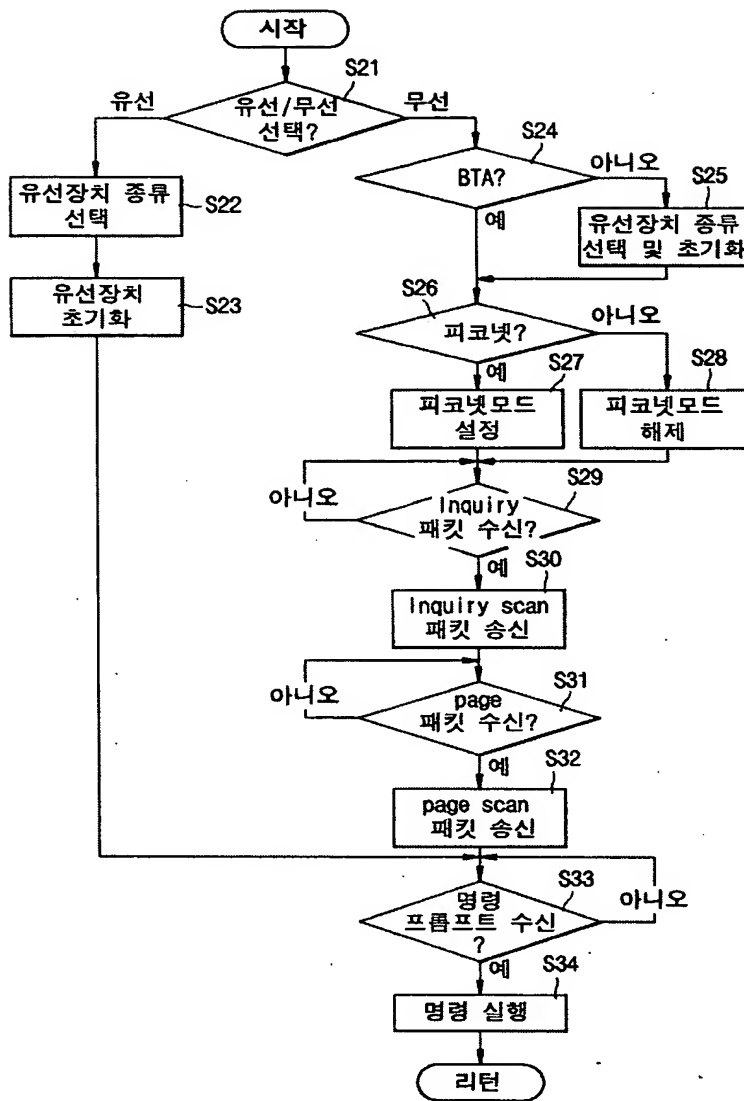 시작
S21
유선
유선/무선
선택?
무선
S24
BTA?
아니오
S25
유선장치 종류
선택
S22
예
유선장치 종류
선택 및 초기화
유선장치
초기화
S23
S26
피코넷?
아니오
S27
예
S28
피코넷모드
설정
피코넷모드
해제
S29
아니오
Inquiry
패킷 수신?
예
S30
Inquiry scan
패킷 송신
아니오
page
패킷 수신?
S31
예
S32
page scan
패킷 송신
S33
명령
프롬프트 수신
?
아니오
예
S34
명령 실행
리턴